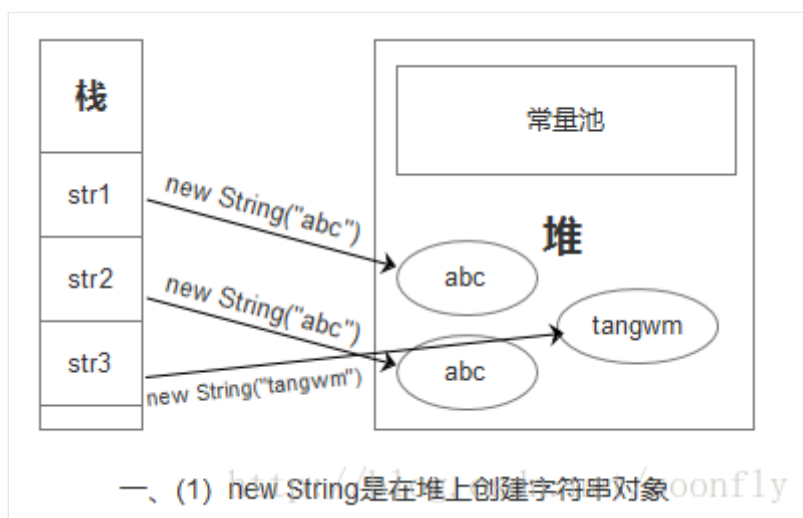 栈
常量池
str1
new String("abc")
堆
abc
str2
new String("abc")
tangwm
str3
abc
new String("tangwm")
一、(1) new String是在堆上创建字符串对象